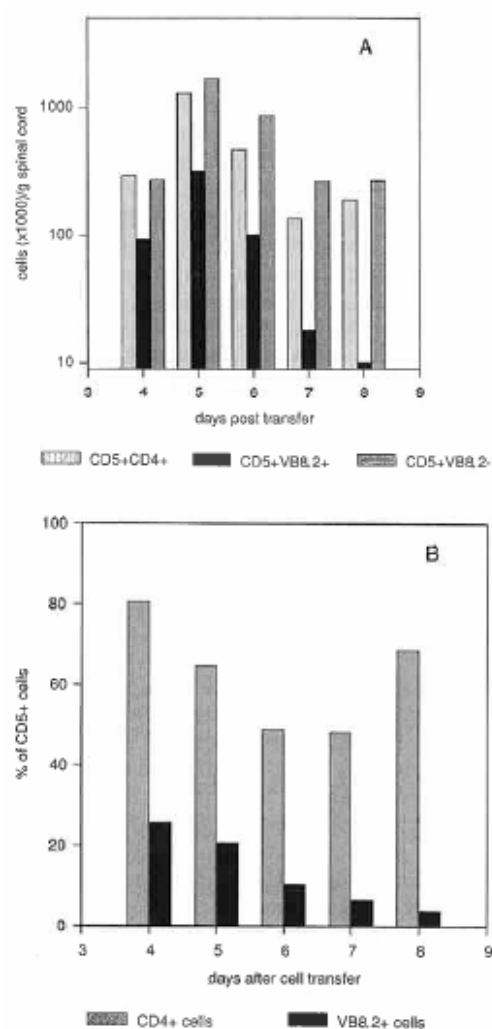 A
1000
100
10
cells (x1000)/g spinal cord
3 4 5 6 7 8 9
days post transfer
CD5+CD4+ CD5+VB8,2+ CD5+VB8,2-
B
100
80
60
40
20
0
% of CD5+ cells
3 4 5 6 7 8 9
days after cell transfer
CD4+ cells VB8,2+ cells